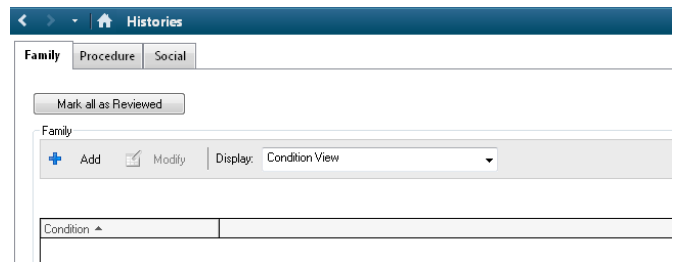 Histories
Family Procedure Social
Mark all as Reviewed
Family
Add Modify Display: Condition View
Condition